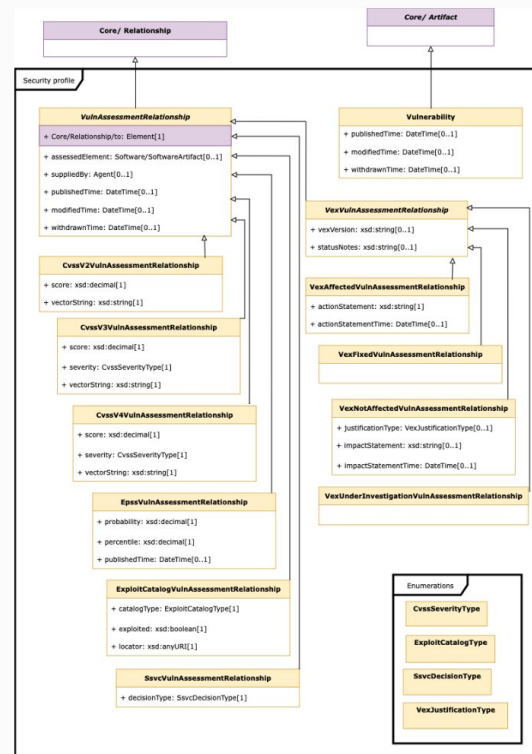 Core/ Relationship
Core/ Artifact
Security profile
VulnAssessmentRelationship
+ Core/Relationship/to: Element[1]
+ assessedElement: Software/SoftwareArtifact[0..1]
+ suppliedBy: Agent[0..1]
+ publishedTime: DateTime[0..1]
+ modifiedTime: DateTime[0..1]
+ withdrawnTime: DateTime[0..1]
Vulnerability
+ publishedTime: DateTime[0..1]
+ modifiedTime: DateTime[0..1]
+ withdrawnTime: DateTime[0..1]
VexVulnAssessmentRelationship
+ vexVersion: xsd:string[0..1]
+ statusNotes: xsd:string[0..1]
CvssV2VulnAssessmentRelationship
+ score: xsd:decimal[1]
+ vectorString: xsd:string[1]
VexAffectedVulnAssessmentRelationship
+ actionStatement: xsd:string[1]
+ actionStatementTime: DateTime[0..1]
CvssV3VulnAssessmentRelationship
+ score: xsd:decimal[1]
+ severity: CvssSeverityType[1]
+ vectorString: xsd:string[1]
VexFixedVulnAssessmentRelationship
CvssV4VulnAssessmentRelationship
+ score: xsd:decimal[1]
+ severity: CvssSeverityType[1]
+ vectorString: xsd:string[1]
VexNotAffectedVulnAssessmentRelationship
+ justificationType: VexJustificationType[0..1]
+ impactStatement: xsd:string[0..1]
+ impactStatementTime: DateTime[0..1]
EpssVulnAssessmentRelationship
+ probability: xsd:decimal[1]
+ percentile: xsd:decimal[1]
+ publishedTime: DateTime[0..1]
VexUnderInvestigationVulnAssessmentRelationship
ExploitCatalogVulnAssessmentRelationship
+ catalogType: ExploitCatalogType[1]
+ exploited: xsd:boolean[1]
+ locator: xsd:anyURI[1]
SsvcVulnAssessmentRelationship
+ decisionType: SsvcDecisionType[1]
Enumerations
CvssSeverityType
ExploitCatalogType
SsvcDecisionType
VexJustificationType